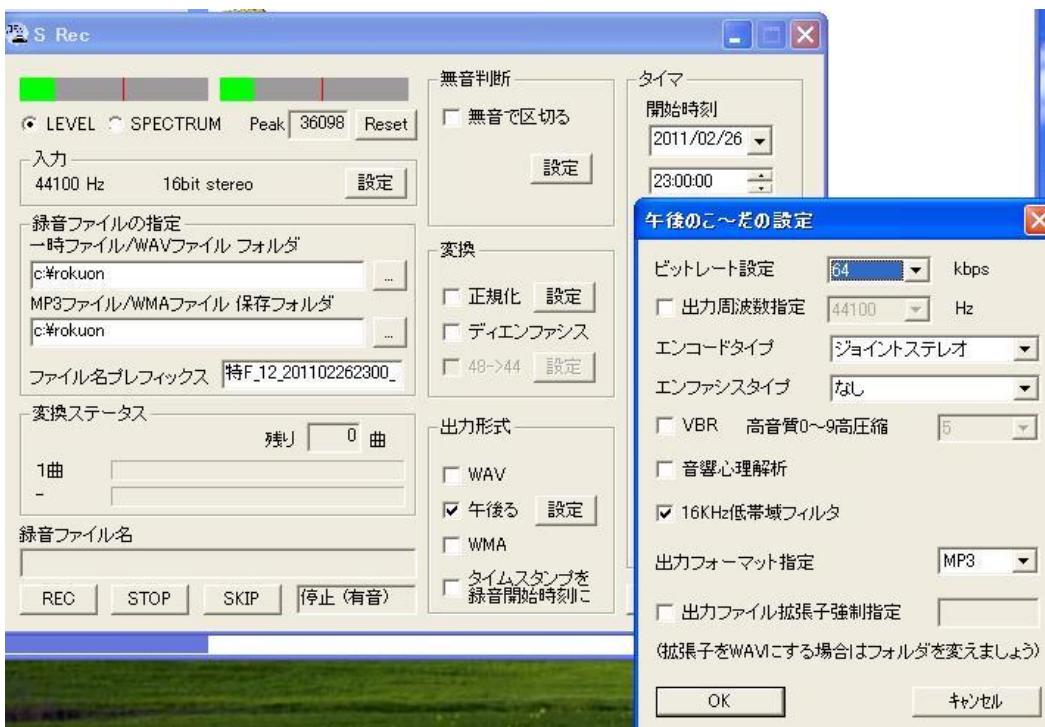 S Rec
LEVEL SPECTRUM Peak 36098 Reset
入力
44100 Hz 16bit stereo 設定
録音ファイルの指定
一時ファイル/WAVファイル フォルダ
c:¥rokuon ...
MP3ファイル/WMAファイル 保存フォルダ
c:¥rokuon ...
ファイル名プレフィックス 特F_12_201102262300_
変換ステータス
残り 0 曲
1曲
-
録音ファイル名
REC STOP SKIP 停止 (有音)
無音判断
無音で区切る
設定
変換
正規化 設定
ディエンファシス
48->44 設定
出力形式
WAV
午後る 設定
WMA
タイムスタンプを
録音開始時刻に
タイマ
開始時刻
2011/02/26
23:00:00
午後のこ～だの設定
ビットレート設定 64 kbps
出力周波数指定 44100 Hz
エンコードタイプ ジョイントステレオ
エンファシスタイプ なし
VBR 高音質0～9高圧縮 5
音響心理解析
16KHz低帯域フィルタ
出力フォーマット指定 MP3
出力ファイル拡張子強制指定
(拡張子をWAVにする場合はフォルダを変えましょう)
OK キャンセル